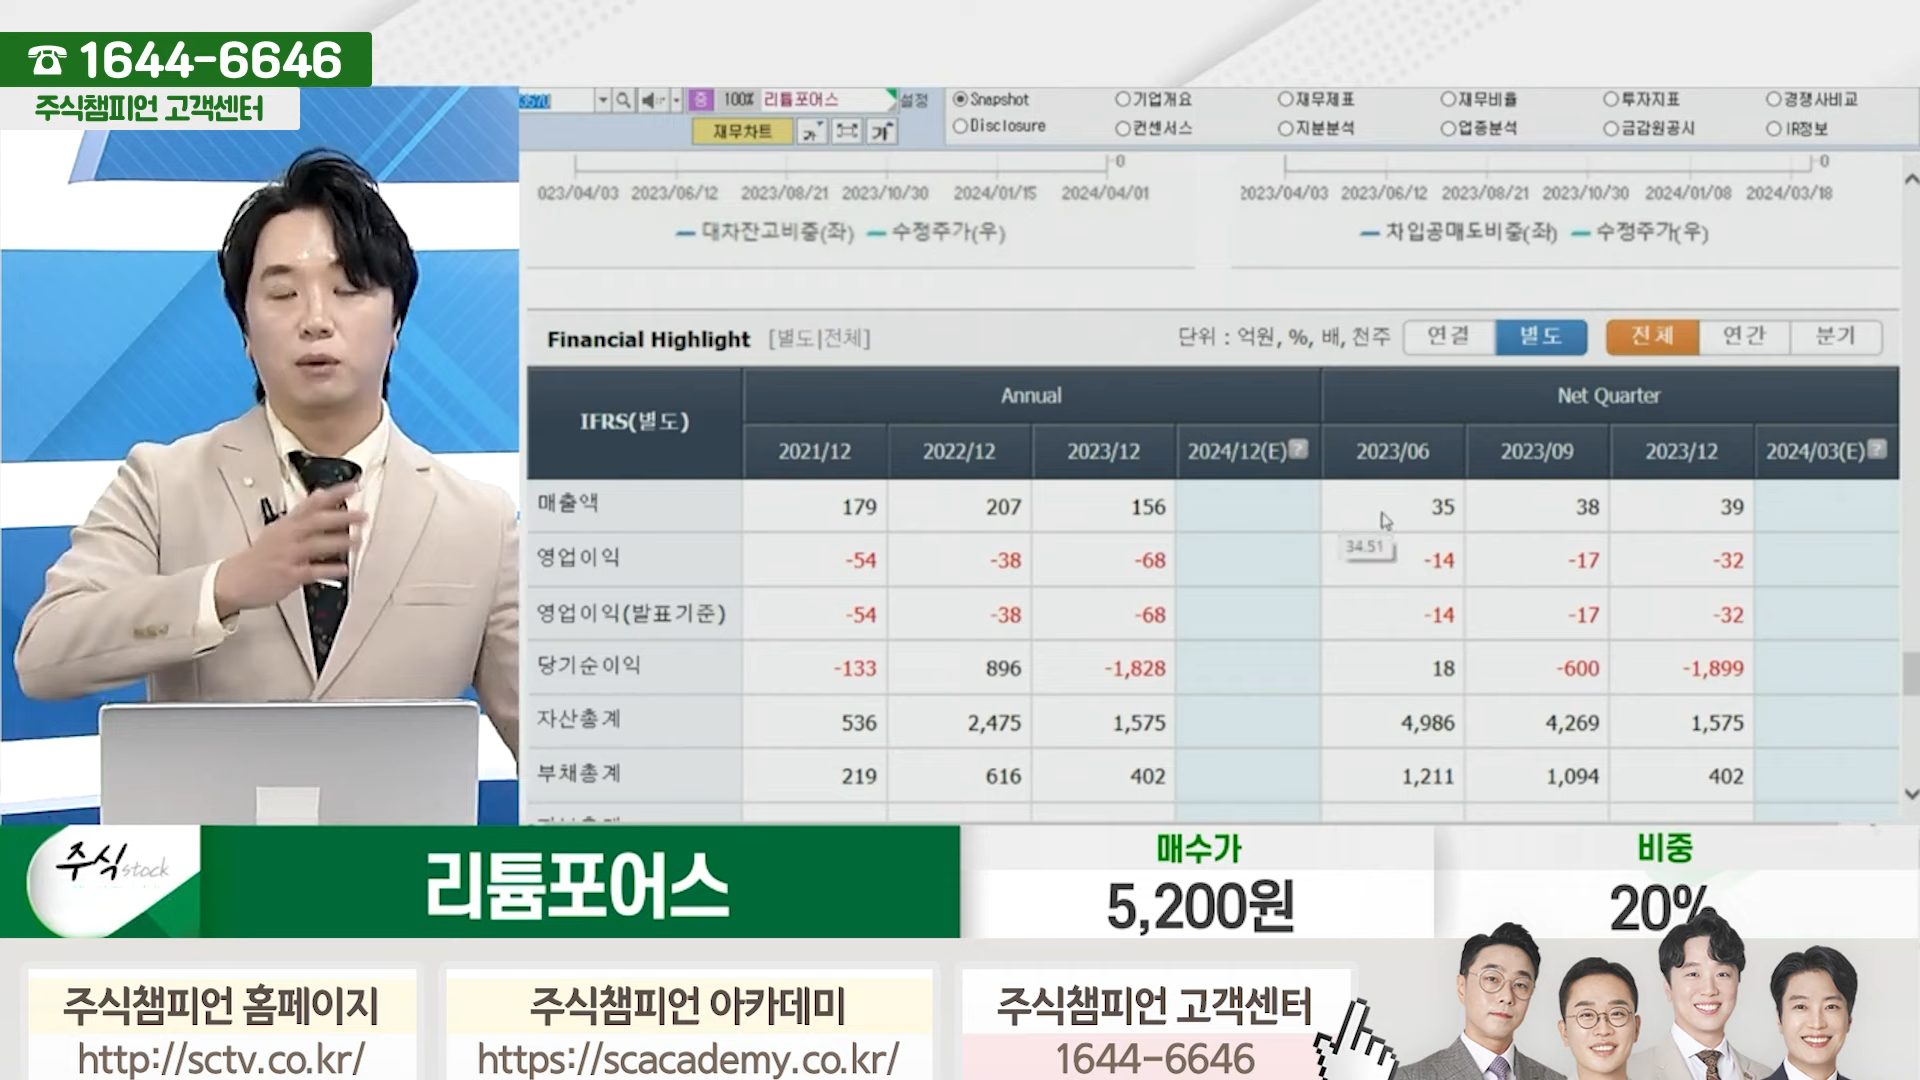 ☎ 1644-6646
주식챔피언 고객센터
증 100% 리튬포어스 설정
Snapshot 기업개요 재무제표 재무비율 투자지표 경쟁사비교
재무차트 가 가
Disclosure 컨센서스 지분분석 업종분석 금감원공시 IR정보
0 0
023/04/03 2023/06/12 2023/08/21 2023/10/30 2024/01/15 2024/04/01
2023/04/03 2023/06/12 2023/08/21 2023/10/30 2024/01/08 2024/03/18
대차잔고비중(좌) 수정주가(우)
차입공매도비중(좌) 수정주가(우)
Financial Highlight [별도|전체] 단위 : 억원, %, 배, 천주 연결 별도 전체 연간 분기
IFRS(별도) Annual Net Quarter
2021/12 2022/12 2023/12 2024/12(E) ? 2023/06 2023/09 2023/12 2024/03(E) ?
매출액 179 207 156 35 38 39
34.51
영업이익 -54 -38 -68 -14 -17 -32
영업이익(발표기준) -54 -38 -68 -14 -17 -32
당기순이익 -133 896 -1,828 18 -600 -1,899
자산총계 536 2,475 1,575 4,986 4,269 1,575
부채총계 219 616 402 1,211 1,094 402
주식 stock
리튬포어스
매수가
5,200원
비중
20%
주식챔피언 홈페이지
http://sctv.co.kr/
주식챔피언 아카데미
https://scacademy.co.kr/
주식챔피언 고객센터
1644-6646